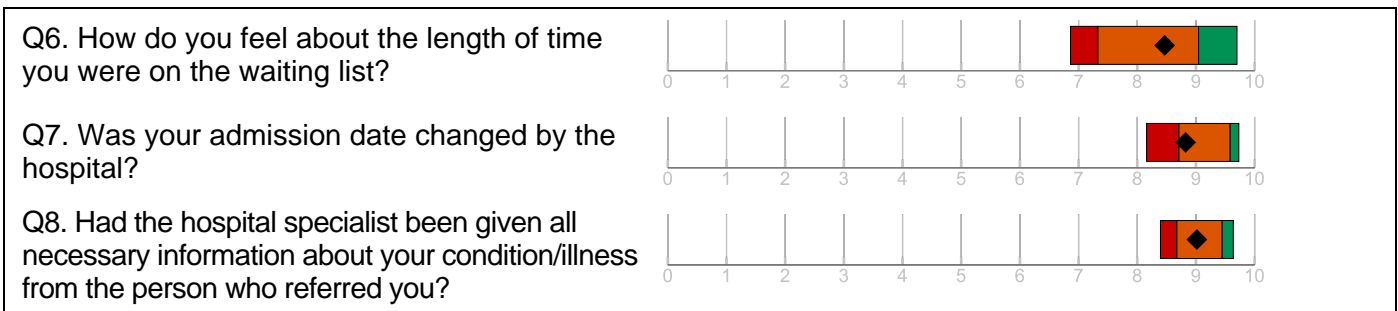 Q6. How do you feel about the length of time
you were on the waiting list?
0 1 2 3 4 5 6 7 8 9 10
Q7. Was your admission date changed by the
hospital?
0 1 2 3 4 5 6 7 8 9 10
Q8. Had the hospital specialist been given all
necessary information about your condition/illness
from the person who referred you?
0 1 2 3 4 5 6 7 8 9 10